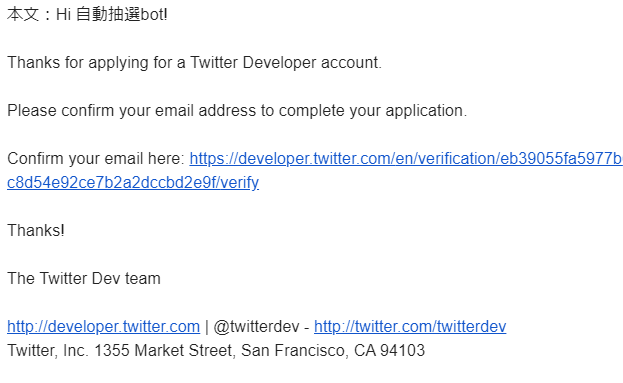 本文：Hi 自動抽選bot!
Thanks for applying for a Twitter Developer account.
Please confirm your email address to complete your application.
Confirm your email here: https://developer.twitter.com/en/verification/eb39055fa5977b
c8d54e92ce7b2a2dccbd2e9f/verify
Thanks!
The Twitter Dev team
http://developer.twitter.com | @twitterdev - http://twitter.com/twitterdev
Twitter, Inc. 1355 Market Street, San Francisco, CA 94103